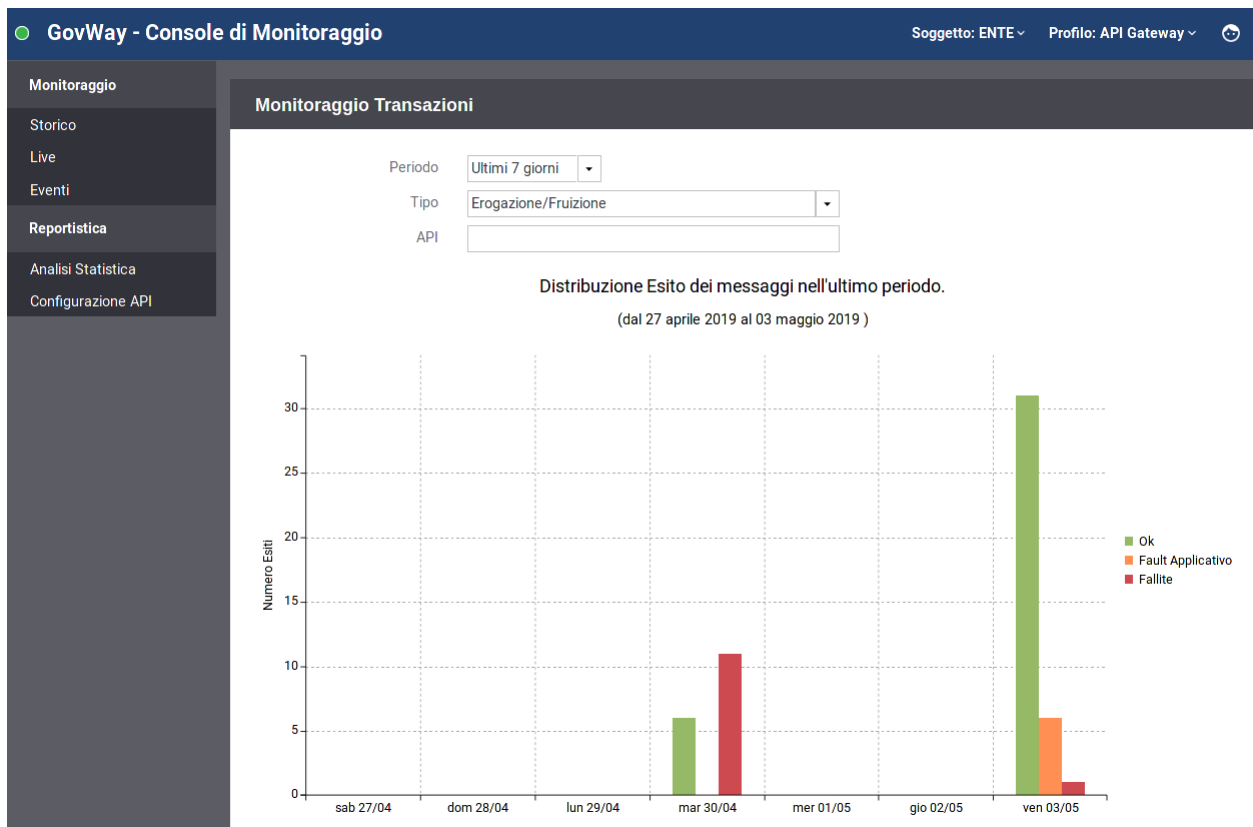 GovWay - Console di Monitoraggio
Soggetto: ENTE
Profilo: API Gateway
Monitoraggio
Storico
Live
Eventi
Reportistica
Analisi Statistica
Configurazione API
Monitoraggio Transazioni
Periodo
Ultimi 7 giorni
Tipo
Erogazione/Fruizione
API
Distribuzione Esito dei messaggi nell'ultimo periodo.
(dal 27 aprile 2019 al 03 maggio 2019 )
Numero Esiti
30
25
20
15
10
5
0
sab 27/04
dom 28/04
lun 29/04
mar 30/04
mer 01/05
gio 02/05
ven 03/05
Ok
Fault Applicativo
Fallite